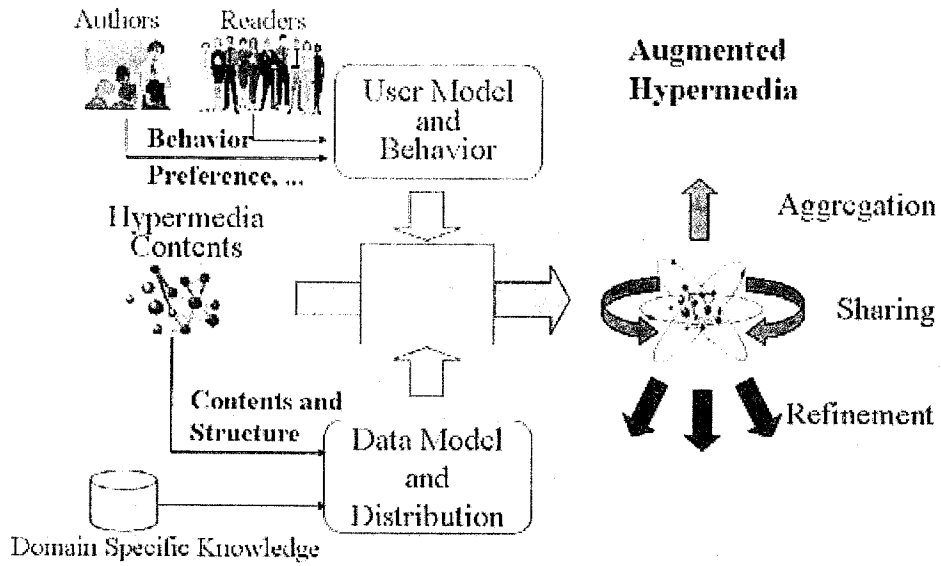 Authors
Readers
Augmented
Hypermedia
User Model
and
Behavior
Behavior
Preference, ...
Hypermedia
Contents
Aggregation
Sharing
Refinement
Contents and
Structure
Data Model
and
Distribution
Domain Specific Knowledge